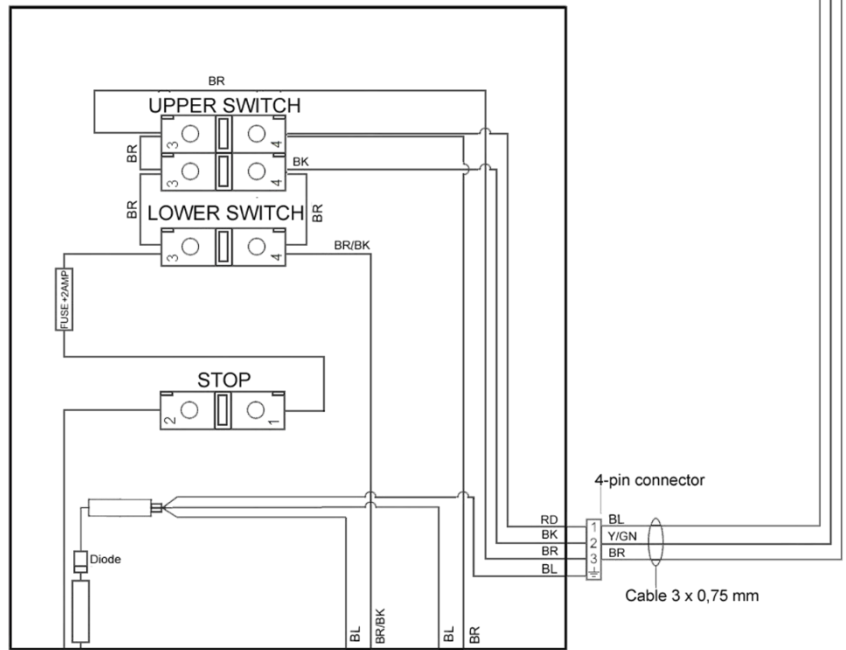 BR
UPPER SWITCH
3
4
BR
3
4
BK
BR
LOWER SWITCH
BR
3
4
BR/BK
FUSE +2AMP
STOP
2
1
4-pin connector
RD
1
BL
BK
2
Y/GN
BR
3
BR
BL
Diode
Cable 3 x 0,75 mm
BL
BR/BK
BL
BR